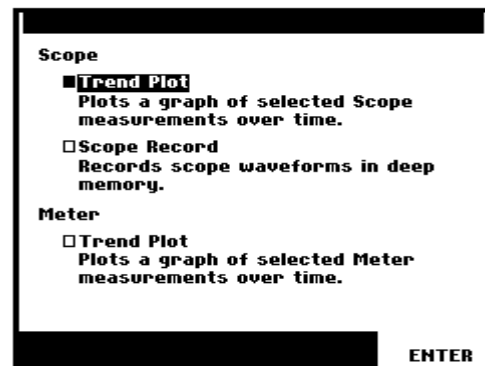 Scope
Trend Plot
Plots a graph of selected Scope
measurements over time.
Scope Record
Records scope waveforms in deep
memory.
Meter
Trend Plot
Plots a graph of selected Meter
measurements over time.
ENTER